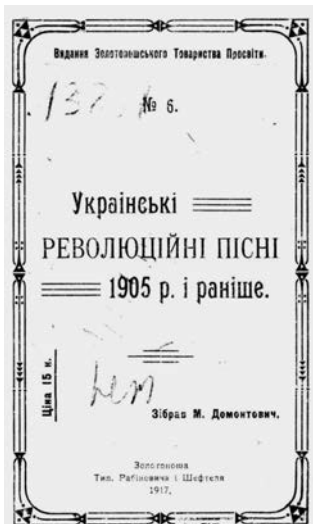 Видання Золотоношського Товариства Просвіти.
№ 6.
Українські
РЕВОЛЮЦІЙНІ ПІСНІ
1905 р. і раніше.
Ціна 15 к.
Зібрав М. Домонтович.
Золотоноша
Тип. Рабіновича і Шефтеля
1917.